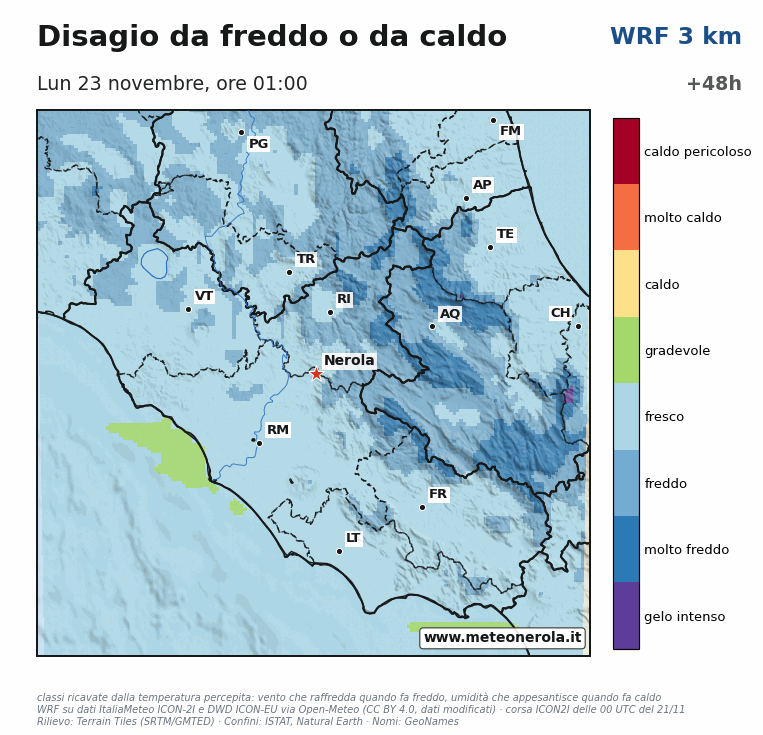 Disagio da freddo o da caldo
WRF 3 km
Lun 23 novembre, ore 01:00
+48h
FM
PG
AP
TE
TR
VT
RI
AQ
CH
Nerola
RM
FR
LT
www.meteonerola.it
caldo pericoloso
molto caldo
caldo
gradevole
fresco
freddo
molto freddo
gelo intenso
classi ricavate dalla temperatura percepita: vento che raffredda quando fa freddo, umidità che appesantisce quando fa caldo
WRF su dati ItaliaMeteo ICON-2I e DWD ICON-EU via Open-Meteo (CC BY 4.0, dati modificati) · corsa ICON2I delle 00 UTC del 21/11
Rilievo: Terrain Tiles (SRTM/GMTED) · Confini: ISTAT, Natural Earth · Nomi: GeoNames